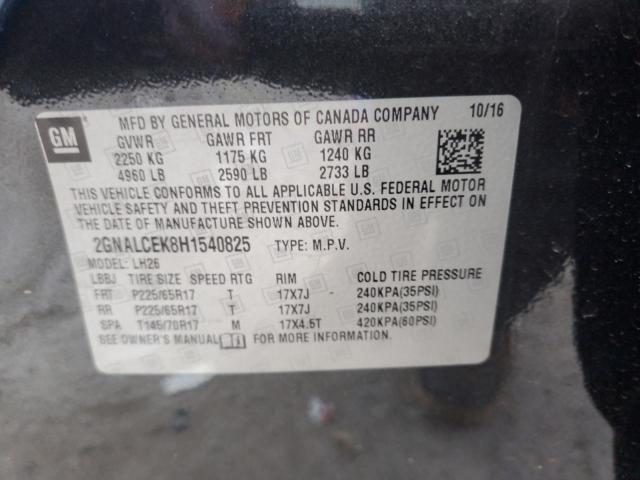 GM
MFD BY GENERAL MOTORS OF CANADA COMPANY 10/16
GVWR GAWR FRT GAWR RR
2250 KG 1175 KG 1240 KG
4960 LB 2590 LB 2733 LB
THIS VEHICLE CONFORMS TO ALL APPLICABLE U.S. FEDERAL MOTOR
VEHICLE SAFETY AND THEFT PREVENTION STANDARDS IN EFFECT ON
THE DATE OF MANUFACTURE SHOWN ABOVE.
2GNALCEK8H1540825 TYPE: M.P.V.
MODEL: LH26
LBBJ TIRE SIZE SPEED RTG RIM COLD TIRE PRESSURE
FRT P225/65R17 T 17X7J 240KPA(35PSI)
RR P225/65R17 T 17X7J 240KPA(35PSI)
SPA T145/70R17 M 17X4.5T 420KPA(60PSI)
SEE OWNER'S MANUAL FOR MORE INFORMATION.